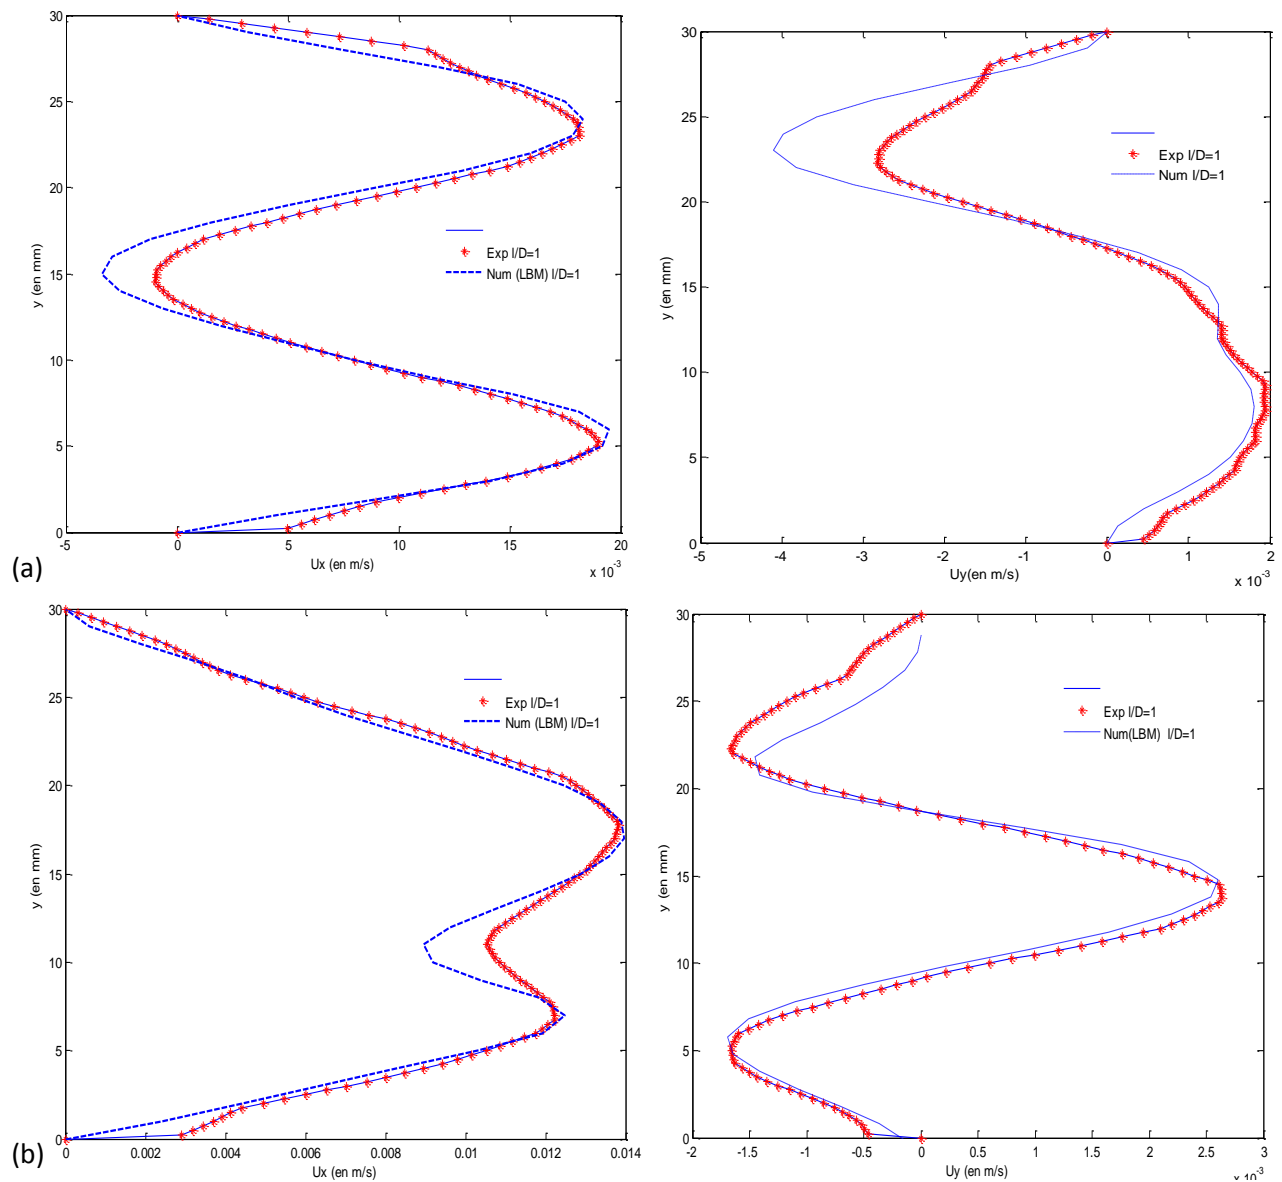 30
25
20
15
10
5
0
y (en mm)
Exp l/D=1
Num (LBM) l/D=1
-5
0
5
10
15
20
Ux (en m/s)
x 10⁻³
(a)
30
25
20
15
10
5
0
y (en mm)
Exp l/D=1
Num l/D=1
-5
-4
-3
-2
-1
0
1
2
Uy(en m/s)
x 10⁻³
30
25
20
15
10
5
0
y (en mm)
Exp l/D=1
Num (LBM) l/D=1
0
0.002
0.004
0.006
0.008
0.01
0.012
0.014
Ux (en m/s)
(b)
30
25
20
15
10
5
0
y (en mm)
Exp l/D=1
Num(LBM) l/D=1
-2
-1.5
-1
-0.5
0
0.5
1
1.5
2
2.5
3
Uy (en m/s)
x 10⁻³